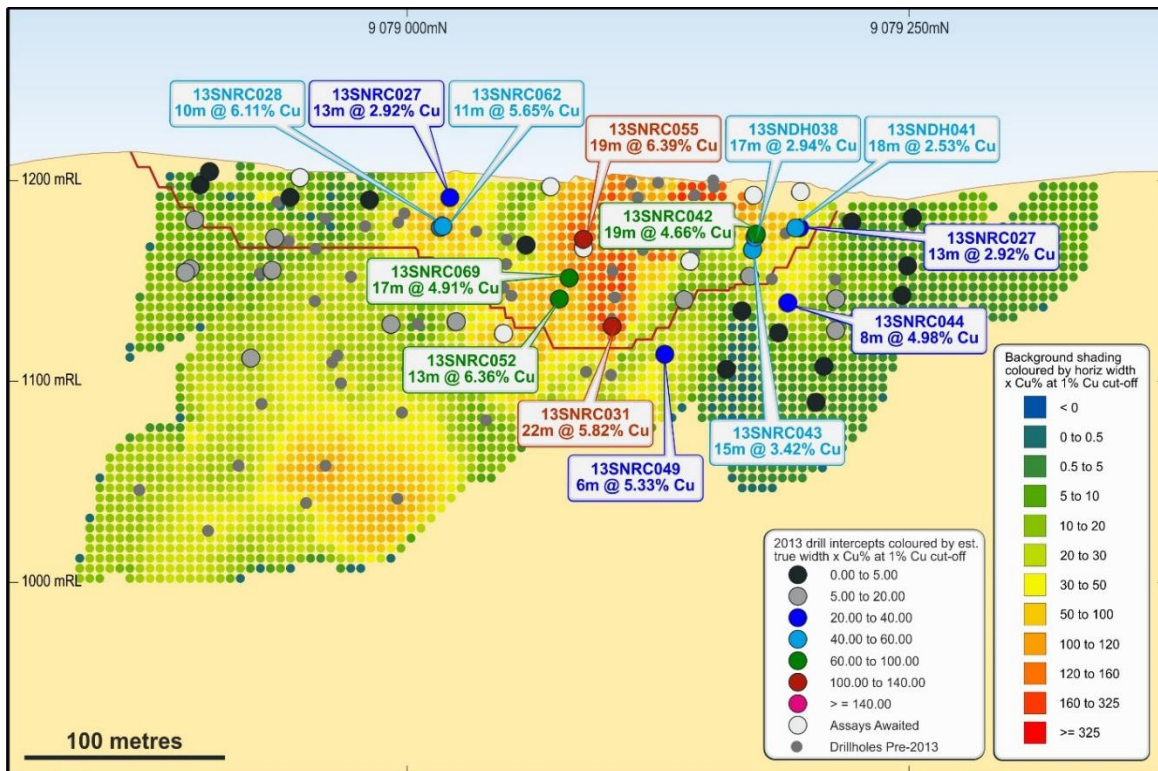 9 079 000mN
9 079 250mN
13SNRC028
10m @ 6.11% Cu
13SNRC027
13m @ 2.92% Cu
13SNRC062
11m @ 5.65% Cu
13SNRC055
19m @ 6.39% Cu
13SNDH038
17m @ 2.94% Cu
13SNDH041
18m @ 2.53% Cu
1200 mRL
13SNRC042
19m @ 4.66% Cu
13SNRC027
13m @ 2.92% Cu
13SNRC069
17m @ 4.91% Cu
13SNRC044
8m @ 4.98% Cu
13SNRC052
13m @ 6.36% Cu
1100 mRL
13SNRC031
22m @ 5.82% Cu
13SNRC043
15m @ 3.42% Cu
13SNRC049
6m @ 5.33% Cu
1000 mRL
100 metres
2013 drill intercepts coloured by est.
true width x Cu% at 1% Cu cut-off
0.00 to 5.00
5.00 to 20.00
20.00 to 40.00
40.00 to 60.00
60.00 to 100.00
100.00 to 140.00
> = 140.00
Assays Awaited
Drillholes Pre-2013
Background shading
coloured by horiz width
x Cu% at 1% Cu cut-off
< 0
0 to 0.5
0.5 to 5
5 to 10
10 to 20
20 to 30
30 to 50
50 to 100
100 to 120
120 to 160
160 to 325
>= 325